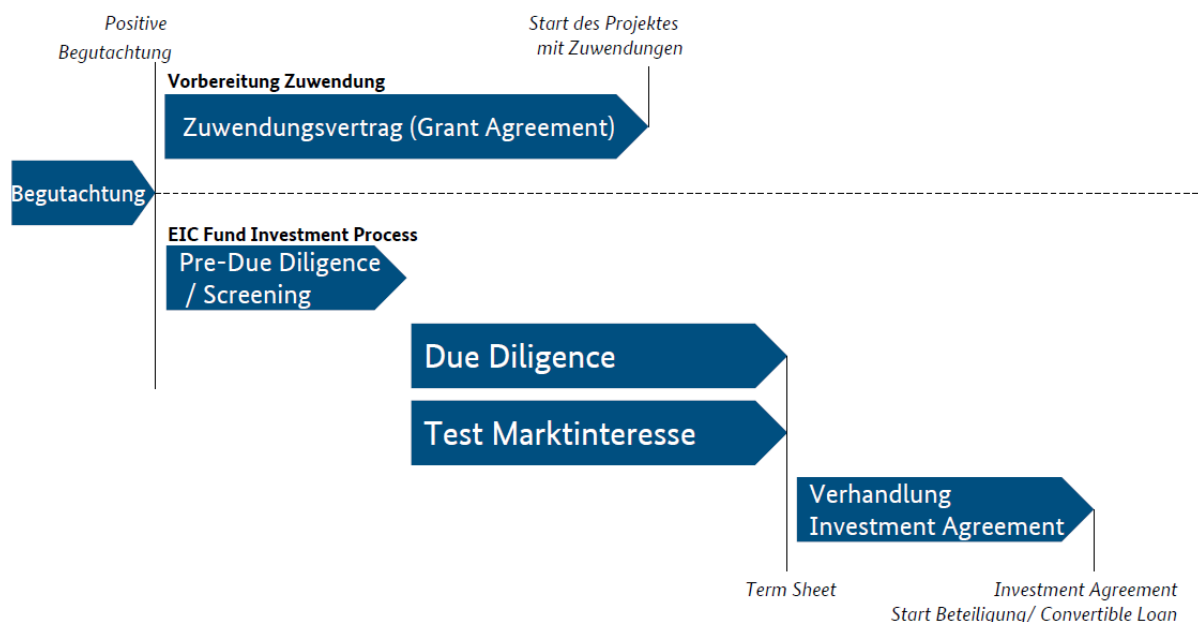 Positive
Begutachtung
Start des Projektes
mit Zuwendungen
Vorbereitung Zuwendung
Zuwendungsvertrag (Grant Agreement)
Begutachtung
EIC Fund Investment Process
Pre-Due Diligence
/ Screening
Due Diligence
Test Marktinteresse
Verhandlung
Investment Agreement
Term Sheet
Investment Agreement
Start Beteiligung/ Convertible Loan